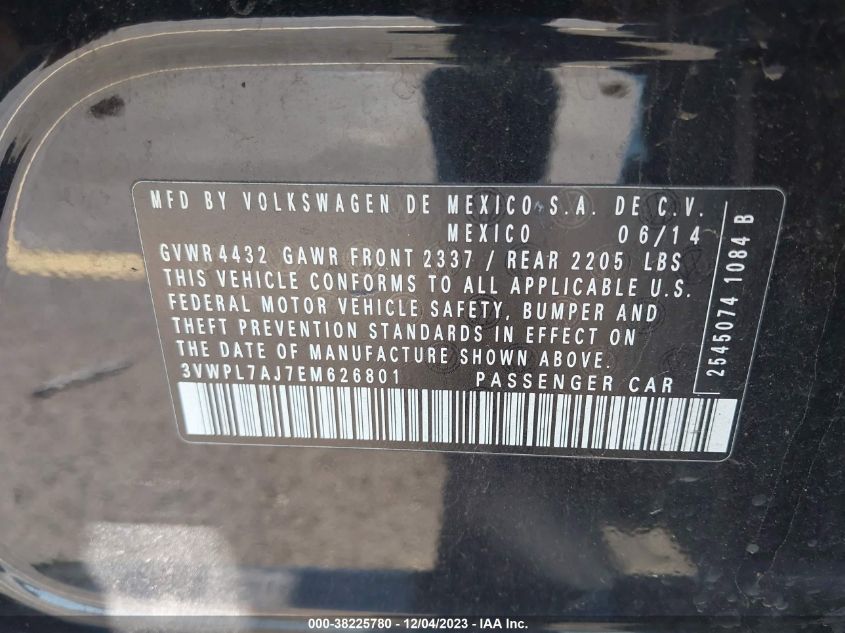 MFD BY VOLKSWAGEN DE MEXICO S.A. DE C.V.
MEXICO 06/14
GVWR 4432 GAWR FRONT 2337 / REAR 2205 LBS
THIS VEHICLE CONFORMS TO ALL APPLICABLE U.S.
FEDERAL MOTOR VEHICLE SAFETY, BUMPER AND
THEFT PREVENTION STANDARDS IN EFFECT ON
THE DATE OF MANUFACTURE SHOWN ABOVE.
3VWPL7AJ7EM626801 PASSENGER CAR
2545074 1084 B
000-38225780 - 12/04/2023 - IAA Inc.